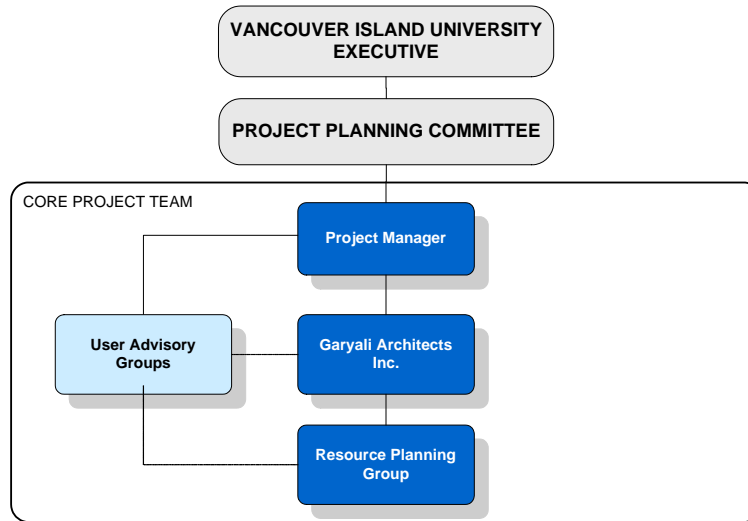 VANCOUVER ISLAND UNIVERSITY
EXECUTIVE
PROJECT PLANNING COMMITTEE
CORE PROJECT TEAM
Project Manager
User Advisory
Groups
Garyali Architects
Inc.
Resource Planning
Group